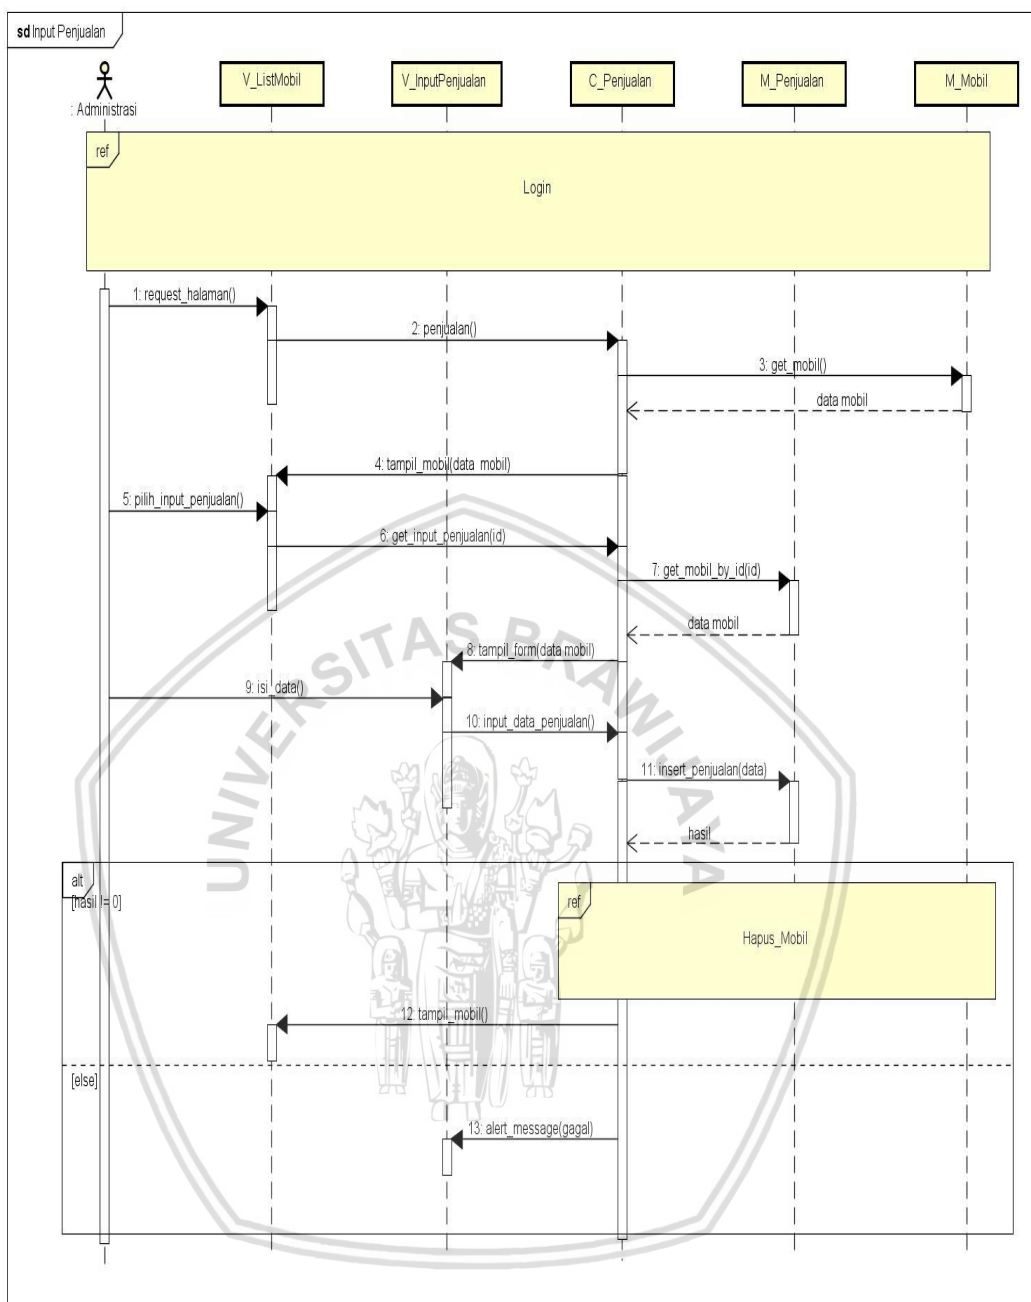 sd Input Penjualan
: Administrasi
V_ListMobil
V_InputPenjualan
C_Penjualan
M_Penjualan
M_Mobil
ref
Login
1: request_halaman()
2: penjualan()
3: get_mobil()
data mobil
4: tampil_mobil(data mobil)
5: pilih_input_penjualan()
6: get_input_penjualan(id)
7: get_mobil_by_id(id)
data mobil
8: tampil_form(data mobil)
9: isi_data()
10: input_data_penjualan()
11: insert_penjualan(data)
hasil
alt
[hasil != 0]
ref
Hapus_Mobil
12: tampil_mobil()
[else]
13: alert_message(gagal)
UNIVERSITAS BRAWIJAYA